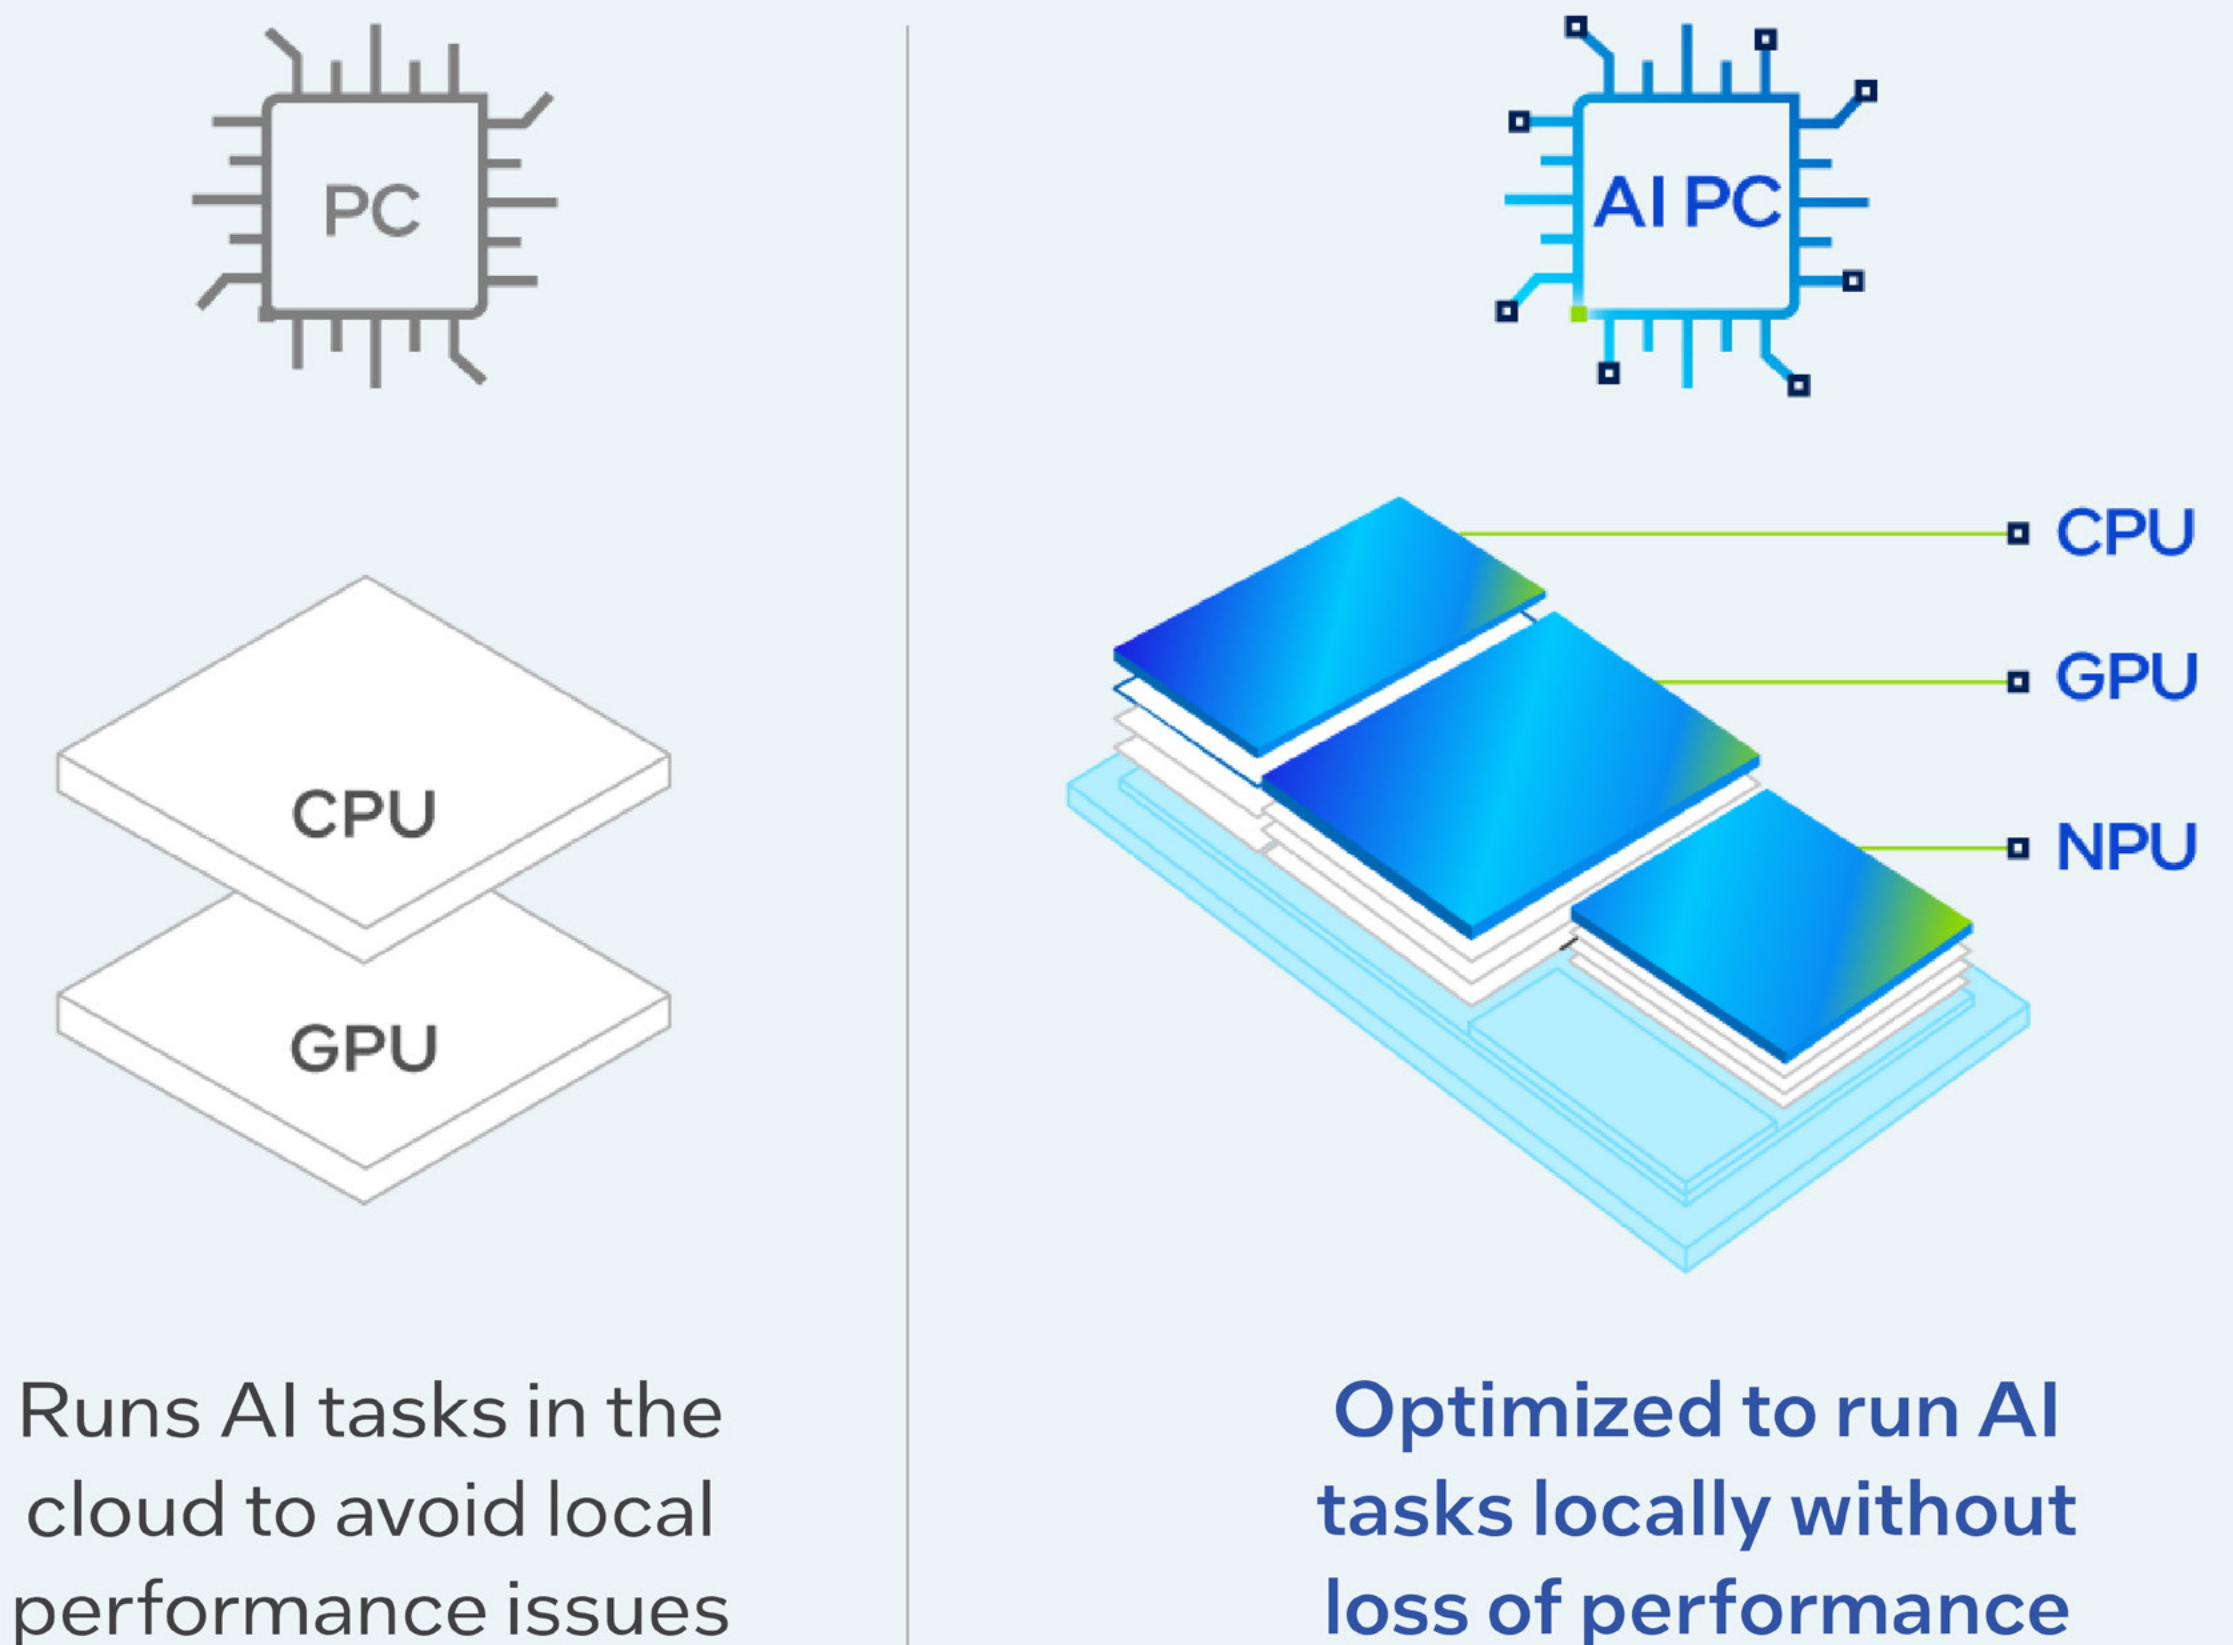 PC
CPU
GPU
Runs AI tasks in the
cloud to avoid local
performance issues
AI PC
CPU
GPU
NPU
Optimized to run AI
tasks locally without
loss of performance